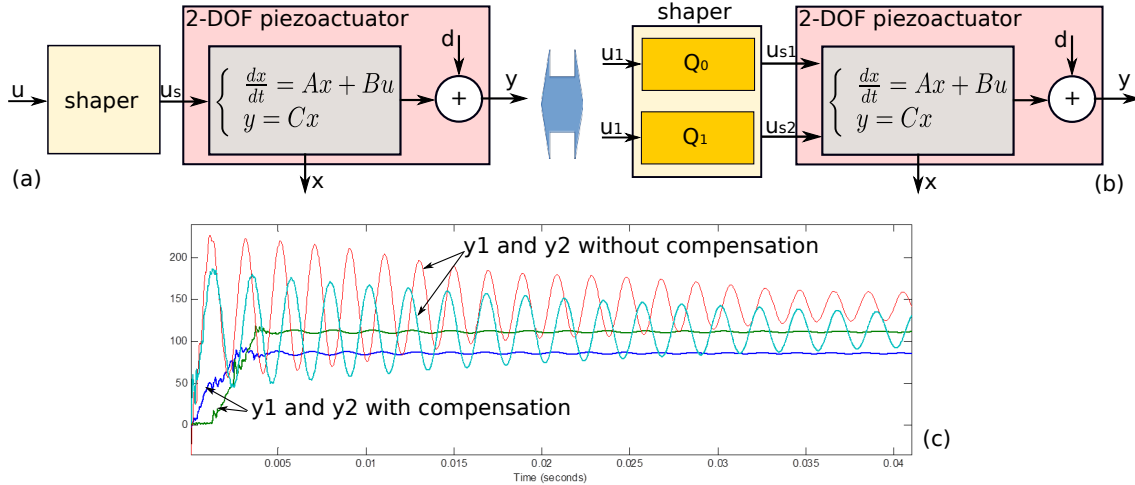 2-DOF piezoactuator
d
u
shaper
us
dx/dt = Ax + Bu
y = Cx
+
y
x
(a)
shaper
u1
Q0
us1
u1
Q1
us2
2-DOF piezoactuator
d
dx/dt = Ax + Bu
y = Cx
+
y
x
(b)
y1 and y2 without compensation
y1 and y2 with compensation
200
150
100
50
0
0.005
0.01
0.015
0.02
0.025
0.03
0.035
0.04
Time (seconds)
(c)